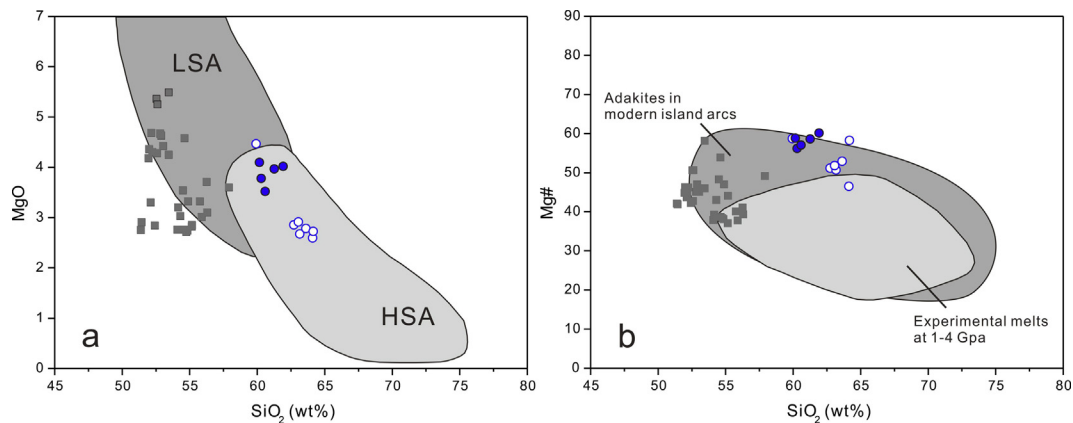 7
6
5
4
3
2
1
0
MgO
LSA
HSA
a
45 50 55 60 65 70 75 80
SiO₂ (wt%)
90
80
70
60
50
40
30
20
10
0
Mg#
Adakites in
modern island arcs
Experimental melts
at 1-4 Gpa
b
45 50 55 60 65 70 75 80
SiO₂ (wt%)